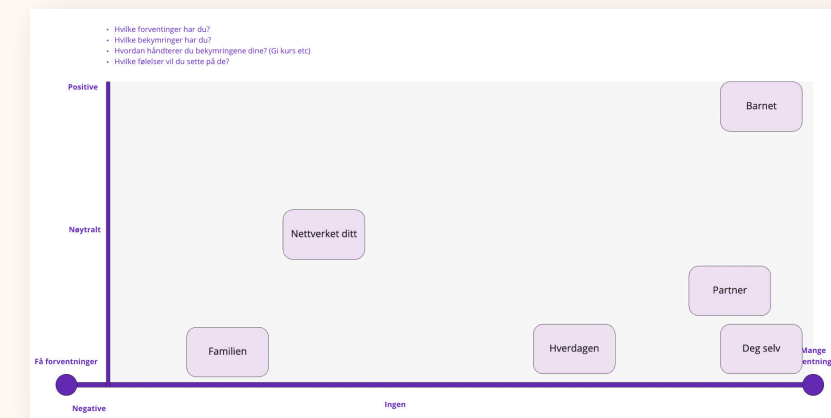 Hvilke forventinger har du?
Hvilke bekymringer har du?
Hvordan håndterer du bekymringene dine? (Gi kurs etc)
Hvilke følelser vil du sette på de?
Positive
Barnet
Nøytralt
Nettverket ditt
Partner
Familien
Hverdagen
Deg selv
Få forventninger
Mange
Negative
Ingen